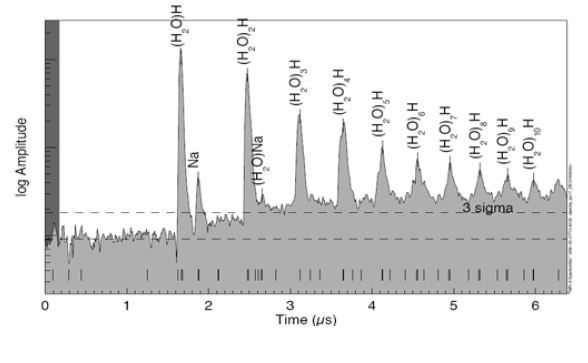 (H2O)H
Na
(H2O)2H
(H2O)Na
(H2O)3H
(H2O)4H
(H2O)5H
(H2O)6H
(H2O)7H
(H2O)8H
(H2O)9H
(H2O)10H
log Amplitude
3 sigma
0 1 2 3 4 5 6
Time (μs)